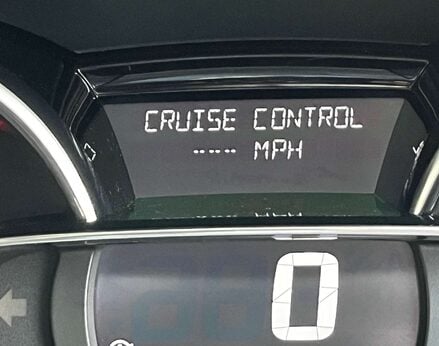 CRUISE CONTROL
---- MPH
0